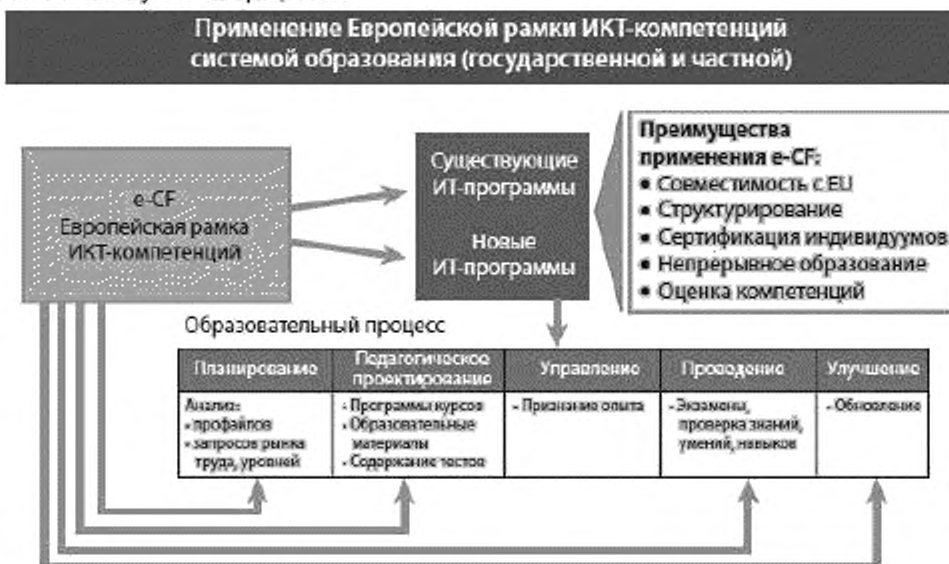 Применение Европейской рамки ИКТ-компетенций
системой образования (государственной и частной)
e-CF
Европейская рамка
ИКТ-компетенций
Существующие
ИТ-программы
Новые
ИТ-программы
Преимущества
применения e-CF:
• Совместимость с EU
• Структурирование
• Сертификация индивидуумов
• Непрерывное образование
• Оценка компетенций
Образовательный процесс
Планирование
Педагогическое
проектирование
Управление
Проведение
Улучшение
Анализ:
- профайлов
- запросов рынка
труда, уровней
- Программы курсов
- Образовательные
материалы
- Содержание тестов
- Признание опыта
- Экзамены,
проверка знаний,
умений, навыков
- Обновление